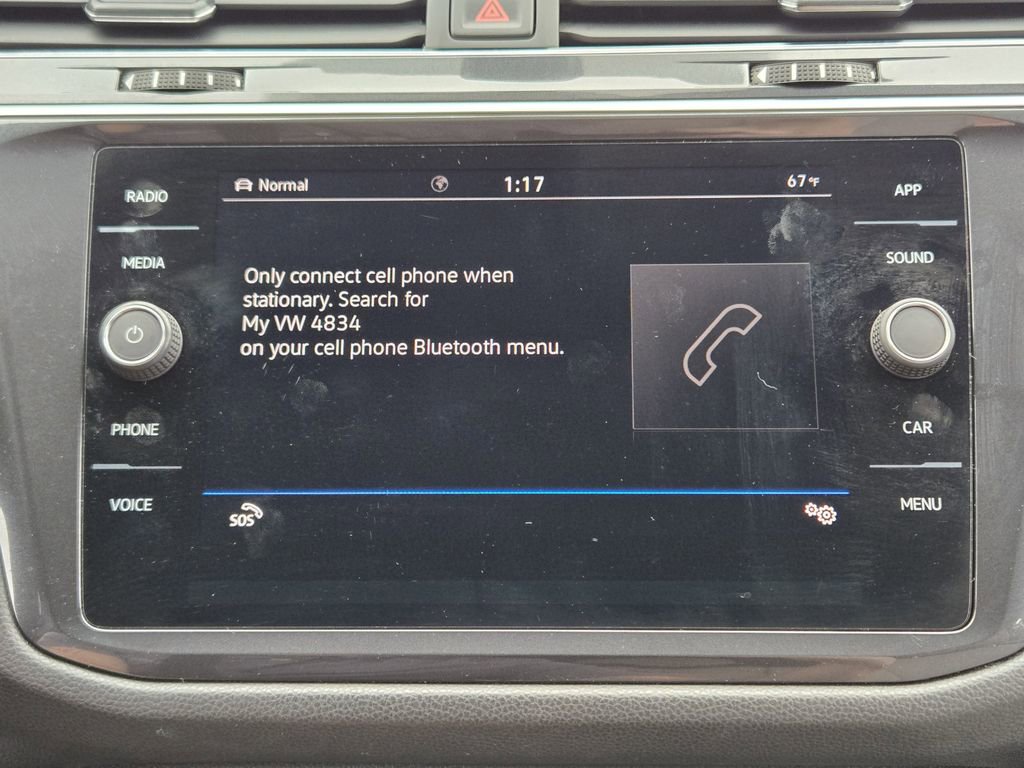 Normal 1:17 67°F
RADIO
MEDIA
PHONE
VOICE
Only connect cell phone when
stationary. Search for
My VW 4834
on your cell phone Bluetooth menu.
SOS
APP
SOUND
CAR
MENU